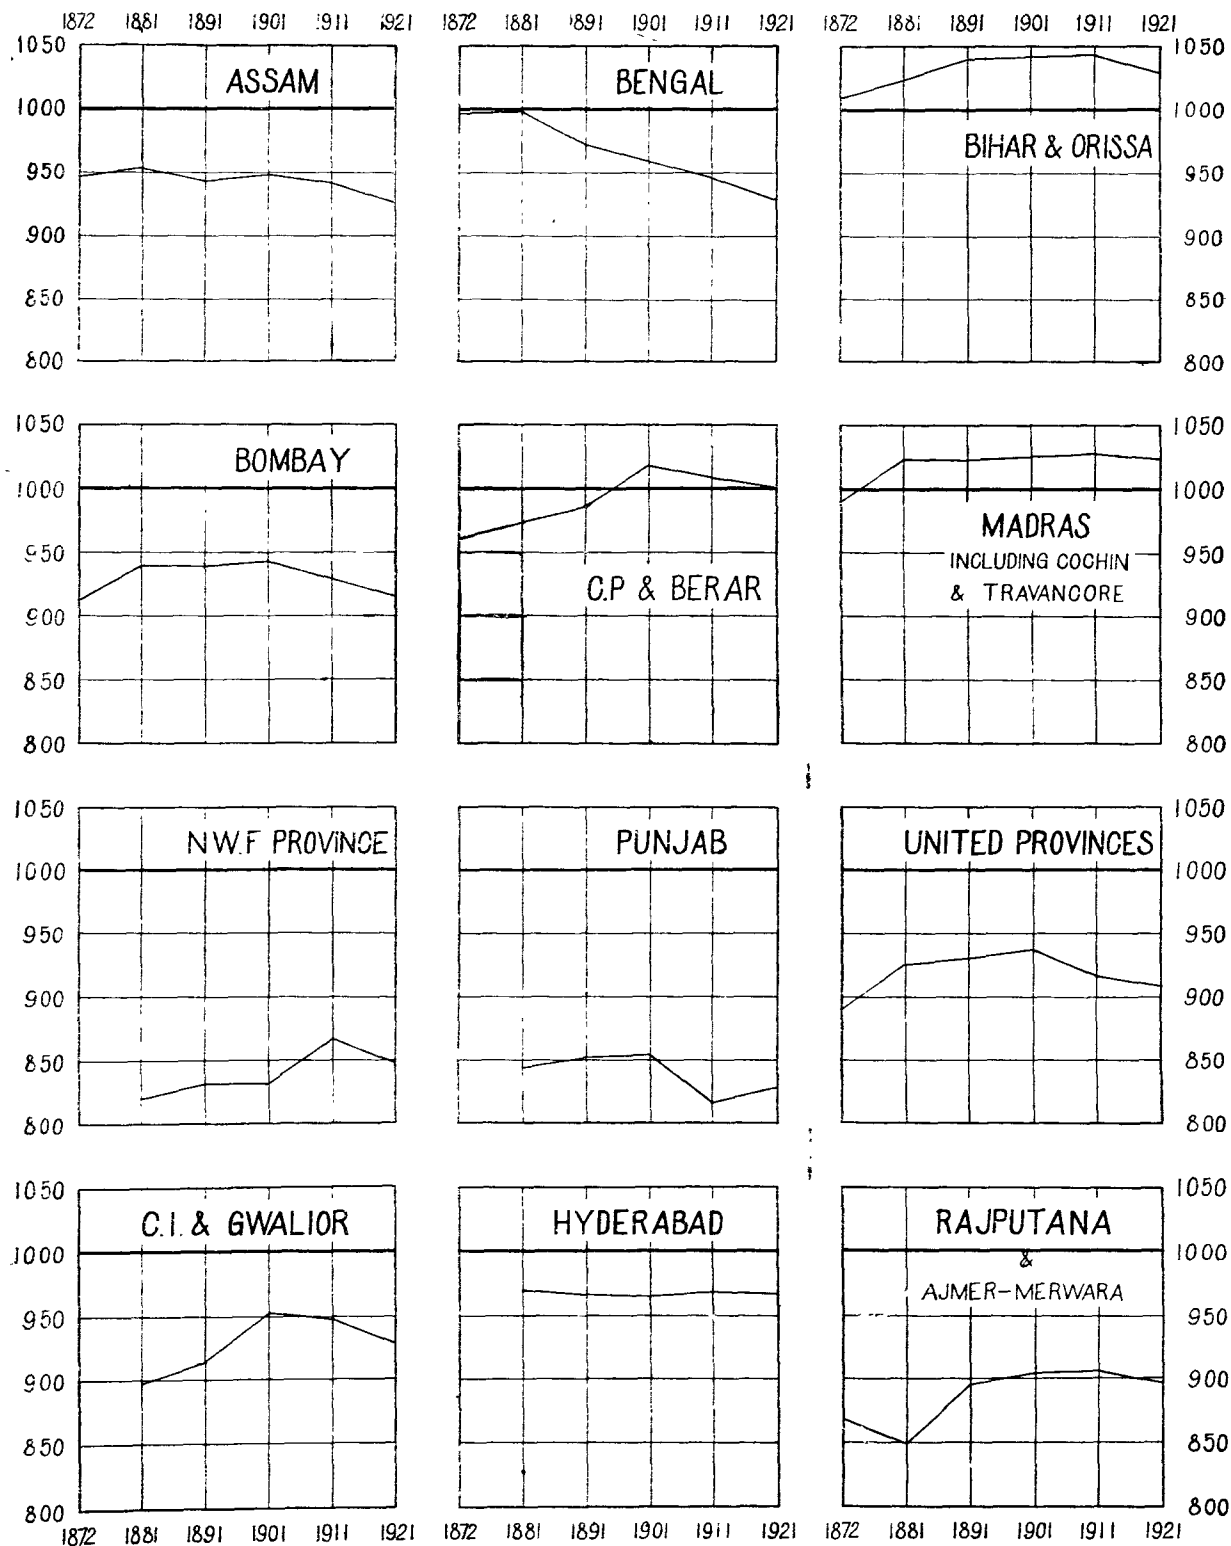 1872 1881 1891 1901 1911 1921 1872 1881 1891 1901 1911 1921 1872 1881 1891 1901 1911 1921
1050 1050
ASSAM BENGAL
1000 1000
BIHAR & ORISSA
950 950
900 900
850 850
800 800
1050 1050
BOMBAY
1000 1000
MADRAS
950 INCLUDING COCHIN 950
C.P & BERAR & TRAVANCORE
900 900
850 850
800 800
1050 1050
N.W.F PROVINCE PUNJAB UNITED PROVINCES
1000 1000
950 950
900 900
850 850
800 800
1050 1050
C.I. & GWALIOR HYDERABAD RAJPUTANA
1000 1000
&
AJMER-MERWARA
950 950
900 900
850 850
800 800
1872 1881 1891 1901 1911 1921 1872 1881 1891 1901 1911 1921 1872 1881 1891 1901 1911 1921